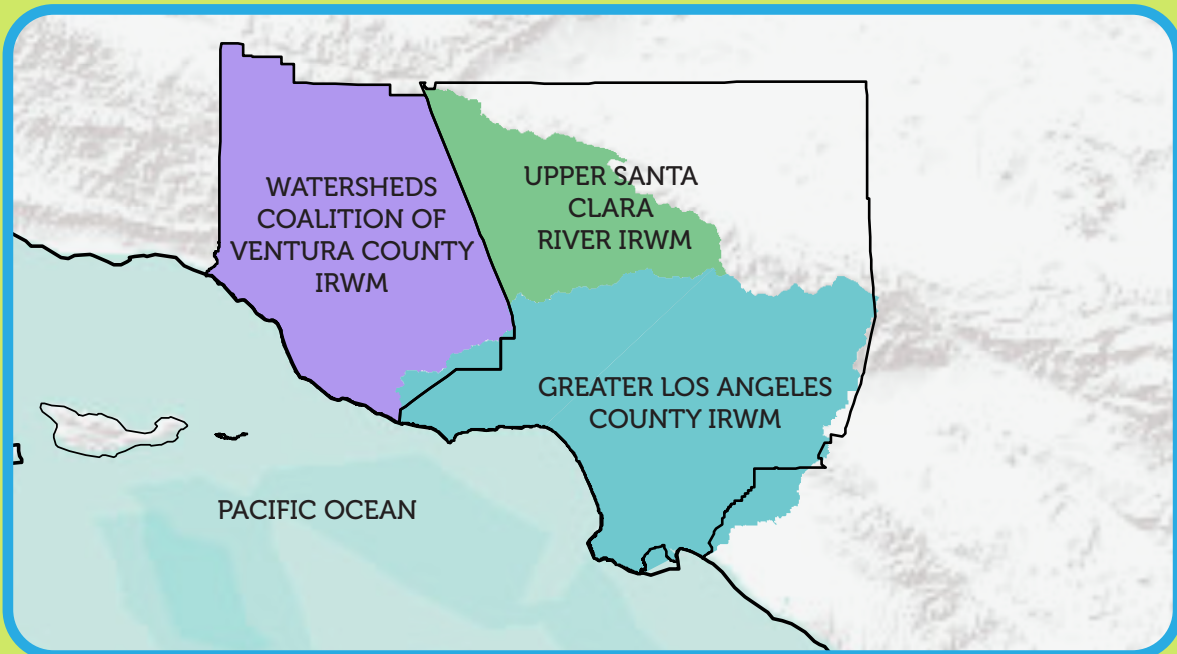 WATERSHEDS
COALITION OF
VENTURA COUNTY
IRWM
UPPER SANTA
CLARA
RIVER IRWM
GREATER LOS ANGELES
COUNTY IRWM
PACIFIC OCEAN